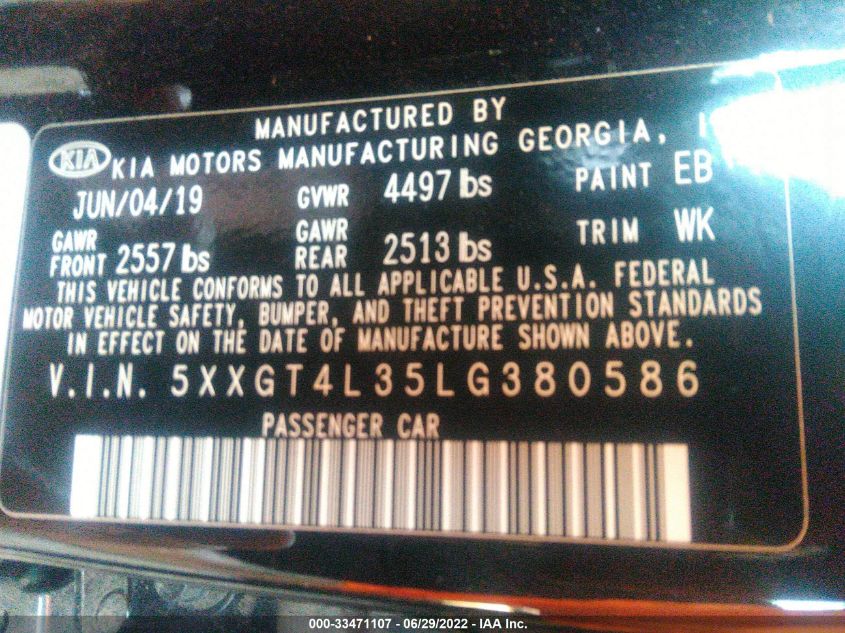 MANUFACTURED BY
KIA KIA MOTORS MANUFACTURING GEORGIA,
JUN/04/19 GVWR 4497 lbs PAINT EB
GAWR FRONT 2557 lbs GAWR REAR 2513 lbs TRIM WK
THIS VEHICLE CONFORMS TO ALL APPLICABLE U.S.A. FEDERAL
MOTOR VEHICLE SAFETY, BUMPER, AND THEFT PREVENTION STANDARDS
IN EFFECT ON THE DATE OF MANUFACTURE SHOWN ABOVE.
V.I.N. 5XXGT4L35LG380586
PASSENGER CAR
000-33471107 - 06/29/2022 - IAA Inc.